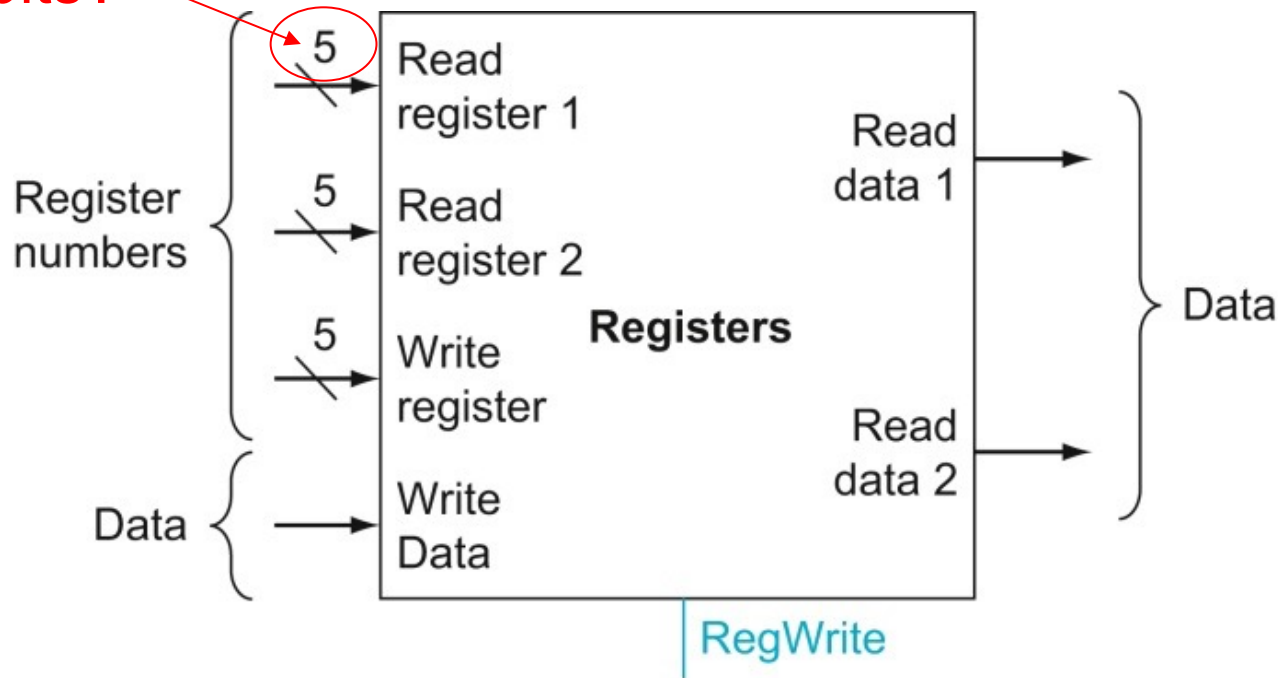 5
Read
register 1
5
Read
register 2
5
Write
register
Write
Data
Register
numbers
Data
Registers
Read
data 1
Read
data 2
Data
RegWrite